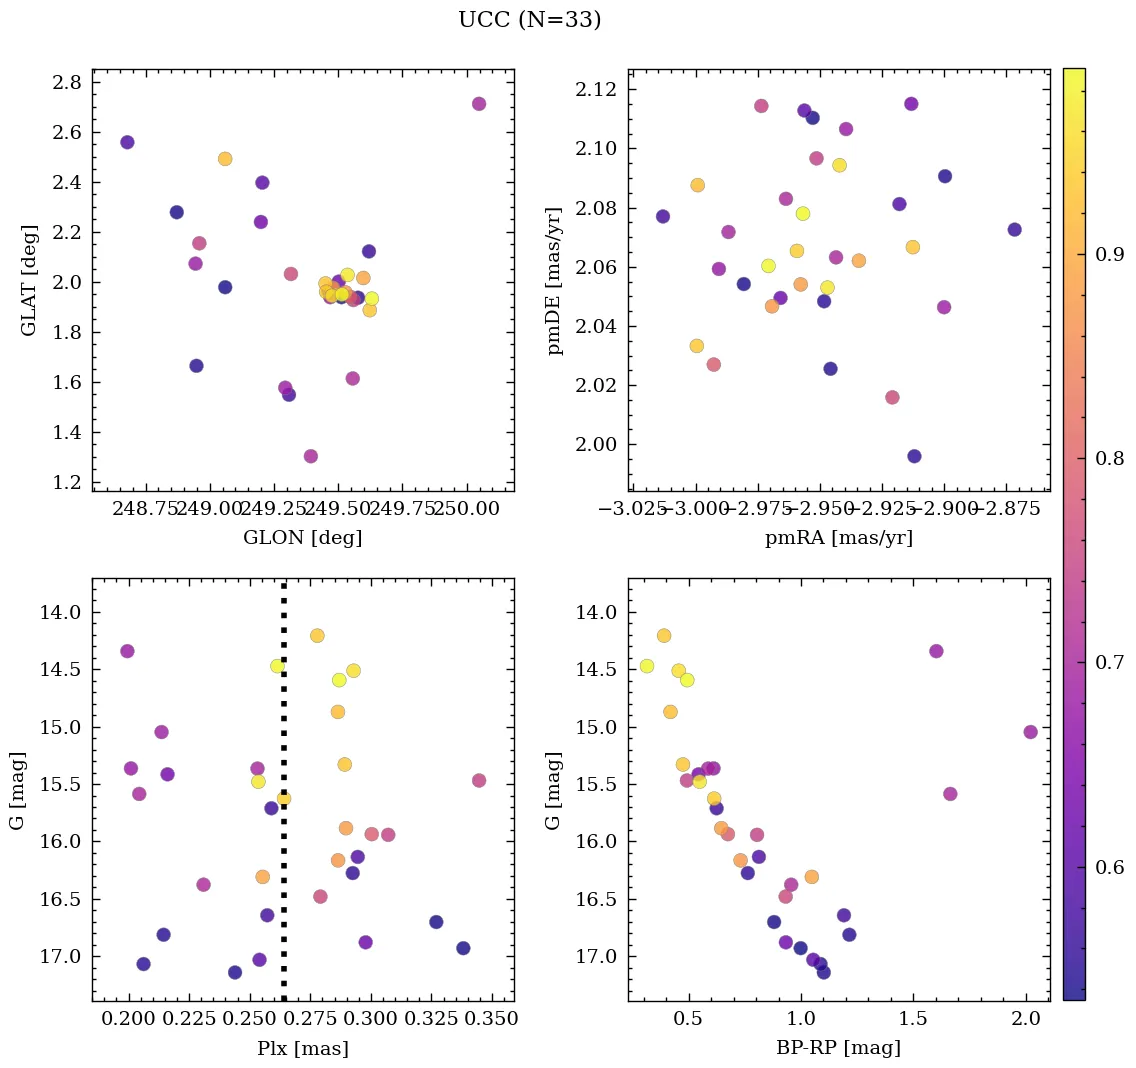 UCC (N=33)
2.8
2.6
2.4
2.2
2.0
1.8
1.6
1.4
1.2
GLAT [deg]
248.75 249.00 249.25 249.50 249.75 250.00
GLON [deg]
2.12
2.10
2.08
2.06
2.04
2.02
2.00
pmDE [mas/yr]
−3.025 −3.000 −2.975 −2.950 −2.925 −2.900 −2.875
pmRA [mas/yr]
14.0
14.5
15.0
15.5
16.0
16.5
17.0
G [mag]
0.200 0.225 0.250 0.275 0.300 0.325 0.350
Plx [mas]
14.0
14.5
15.0
15.5
16.0
16.5
17.0
G [mag]
0.5 1.0 1.5 2.0
BP-RP [mag]
0.9
0.8
0.7
0.6